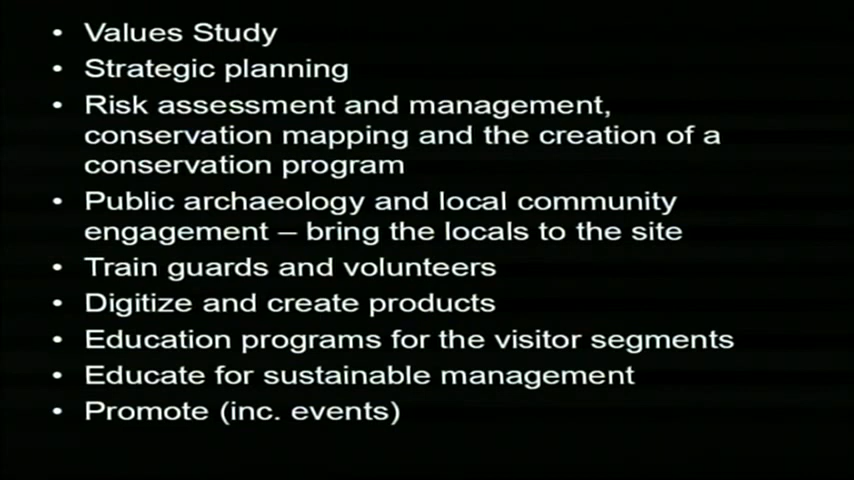 • Values Study
• Strategic planning
• Risk assessment and management,
conservation mapping and the creation of a
conservation program
• Public archaeology and local community
engagement – bring the locals to the site
• Train guards and volunteers
• Digitize and create products
• Education programs for the visitor segments
• Educate for sustainable management
• Promote (inc. events)